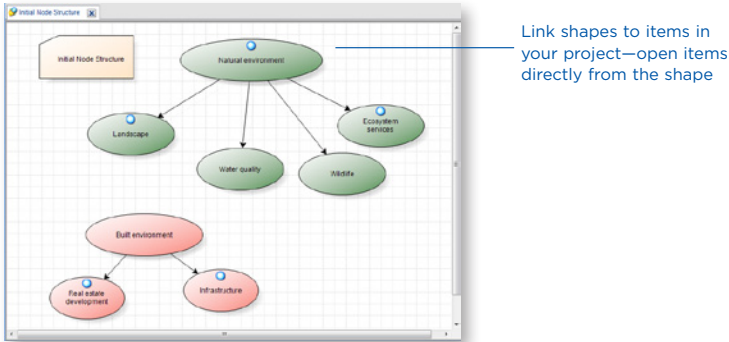 Initial Node Structure
Initial Node Structure
Natural environment
Landscape
Ecosystem
services
Water quality
Wildlife
Built environment
Real estate
development
Infrastructure
Link shapes to items in
your project—open items
directly from the shape